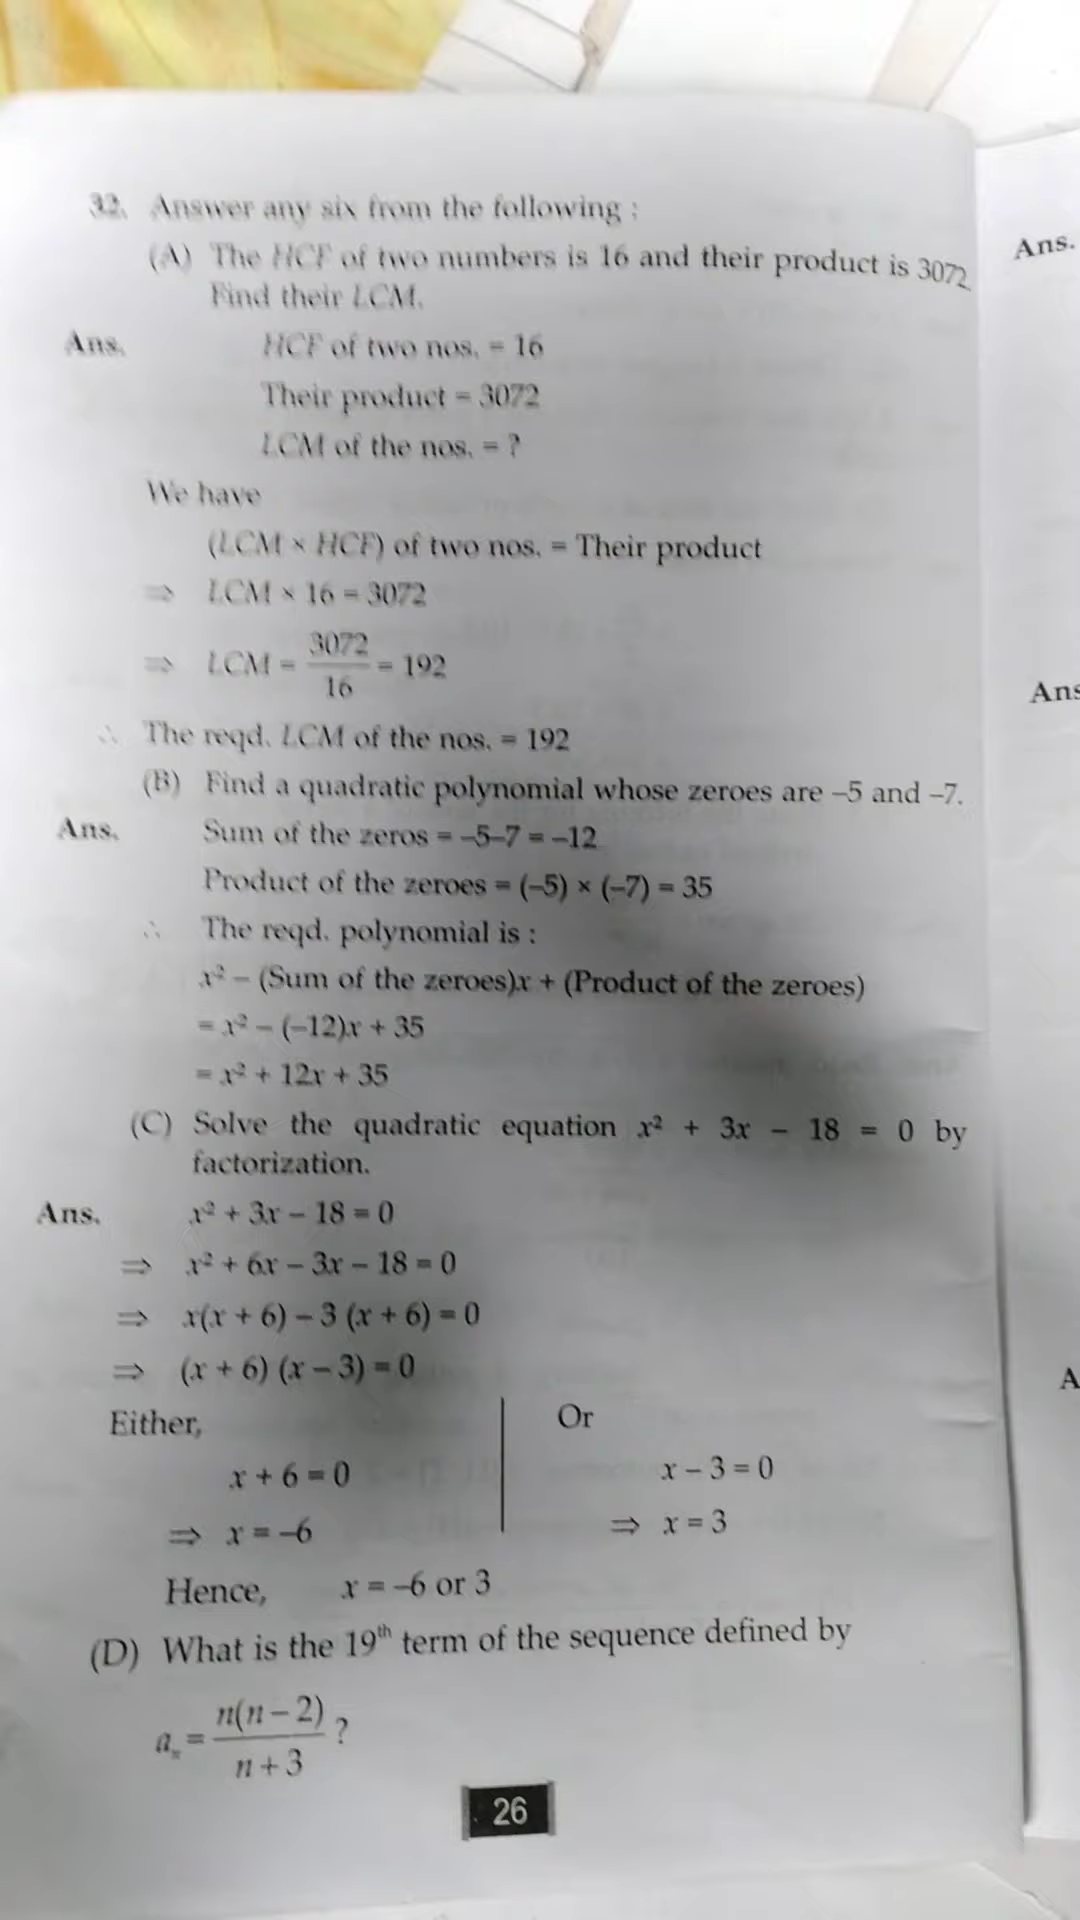 32. Answer any six from the following :
(A) The HCF of two numbers is 16 and their product is 3072.
Find their LCM.
Ans. HCF of two nos. = 16
Their product = 3072
LCM of the nos. = ?
We have
(LCM × HCF) of two nos. = Their product
⇒ LCM × 16 = 3072
⇒ LCM = 3072/16 = 192
∴ The reqd. LCM of the nos. = 192
(B) Find a quadratic polynomial whose zeroes are –5 and –7.
Ans. Sum of the zeros = –5–7 = –12
Product of the zeroes = (–5) × (–7) = 35
∴ The reqd. polynomial is :
x² – (Sum of the zeroes)x + (Product of the zeroes)
= x² – (–12)x + 35
= x² + 12x + 35
(C) Solve the quadratic equation x² + 3x – 18 = 0 by
factorization.
Ans. x² + 3x – 18 = 0
⇒ x² + 6x – 3x – 18 = 0
⇒ x(x + 6) – 3 (x + 6) = 0
⇒ (x + 6) (x – 3) = 0
Either, Or
x + 6 = 0 x – 3 = 0
⇒ x = –6 ⇒ x = 3
Hence, x = –6 or 3
(D) What is the 19th term of the sequence defined by
aₙ = n(n – 2)/n + 3 ?
26
Ans.
Ans
A